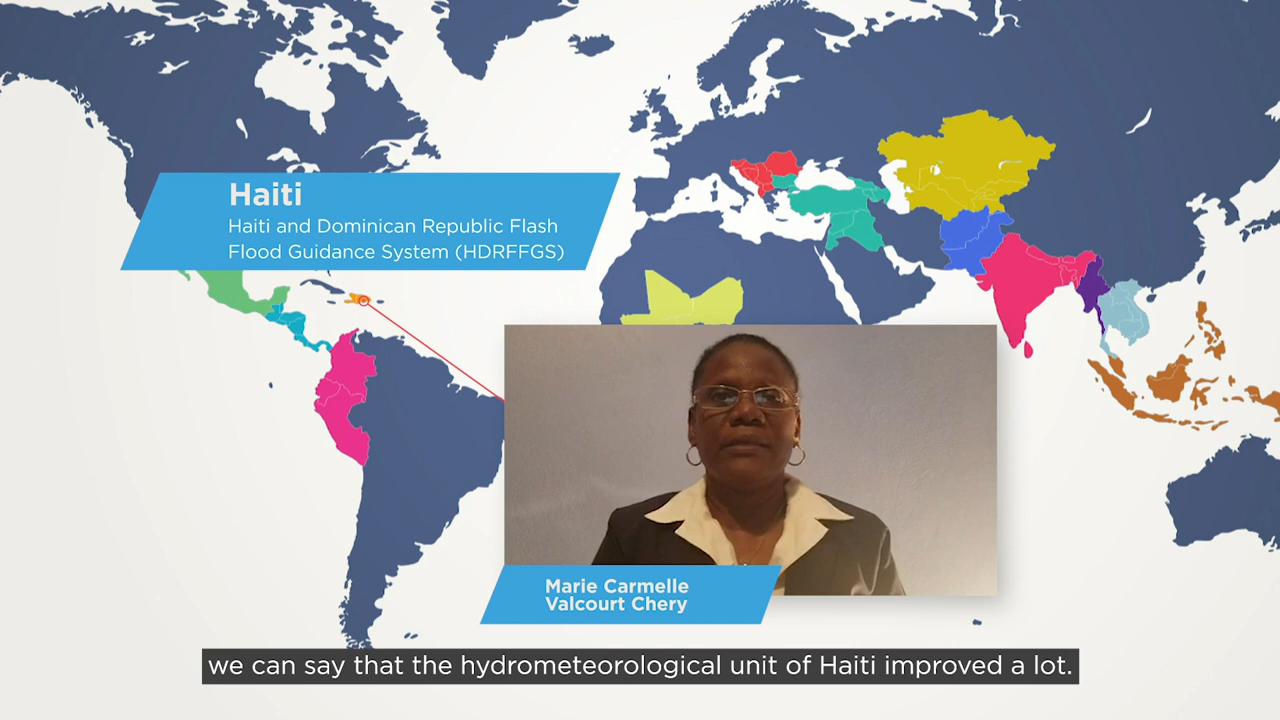 Haiti
Haiti and Dominican Republic Flash
Flood Guidance System (HDRFFGS)
Marie Carmelle
Valcourt Chery
we can say that the hydrometeorological unit of Haiti improved a lot.